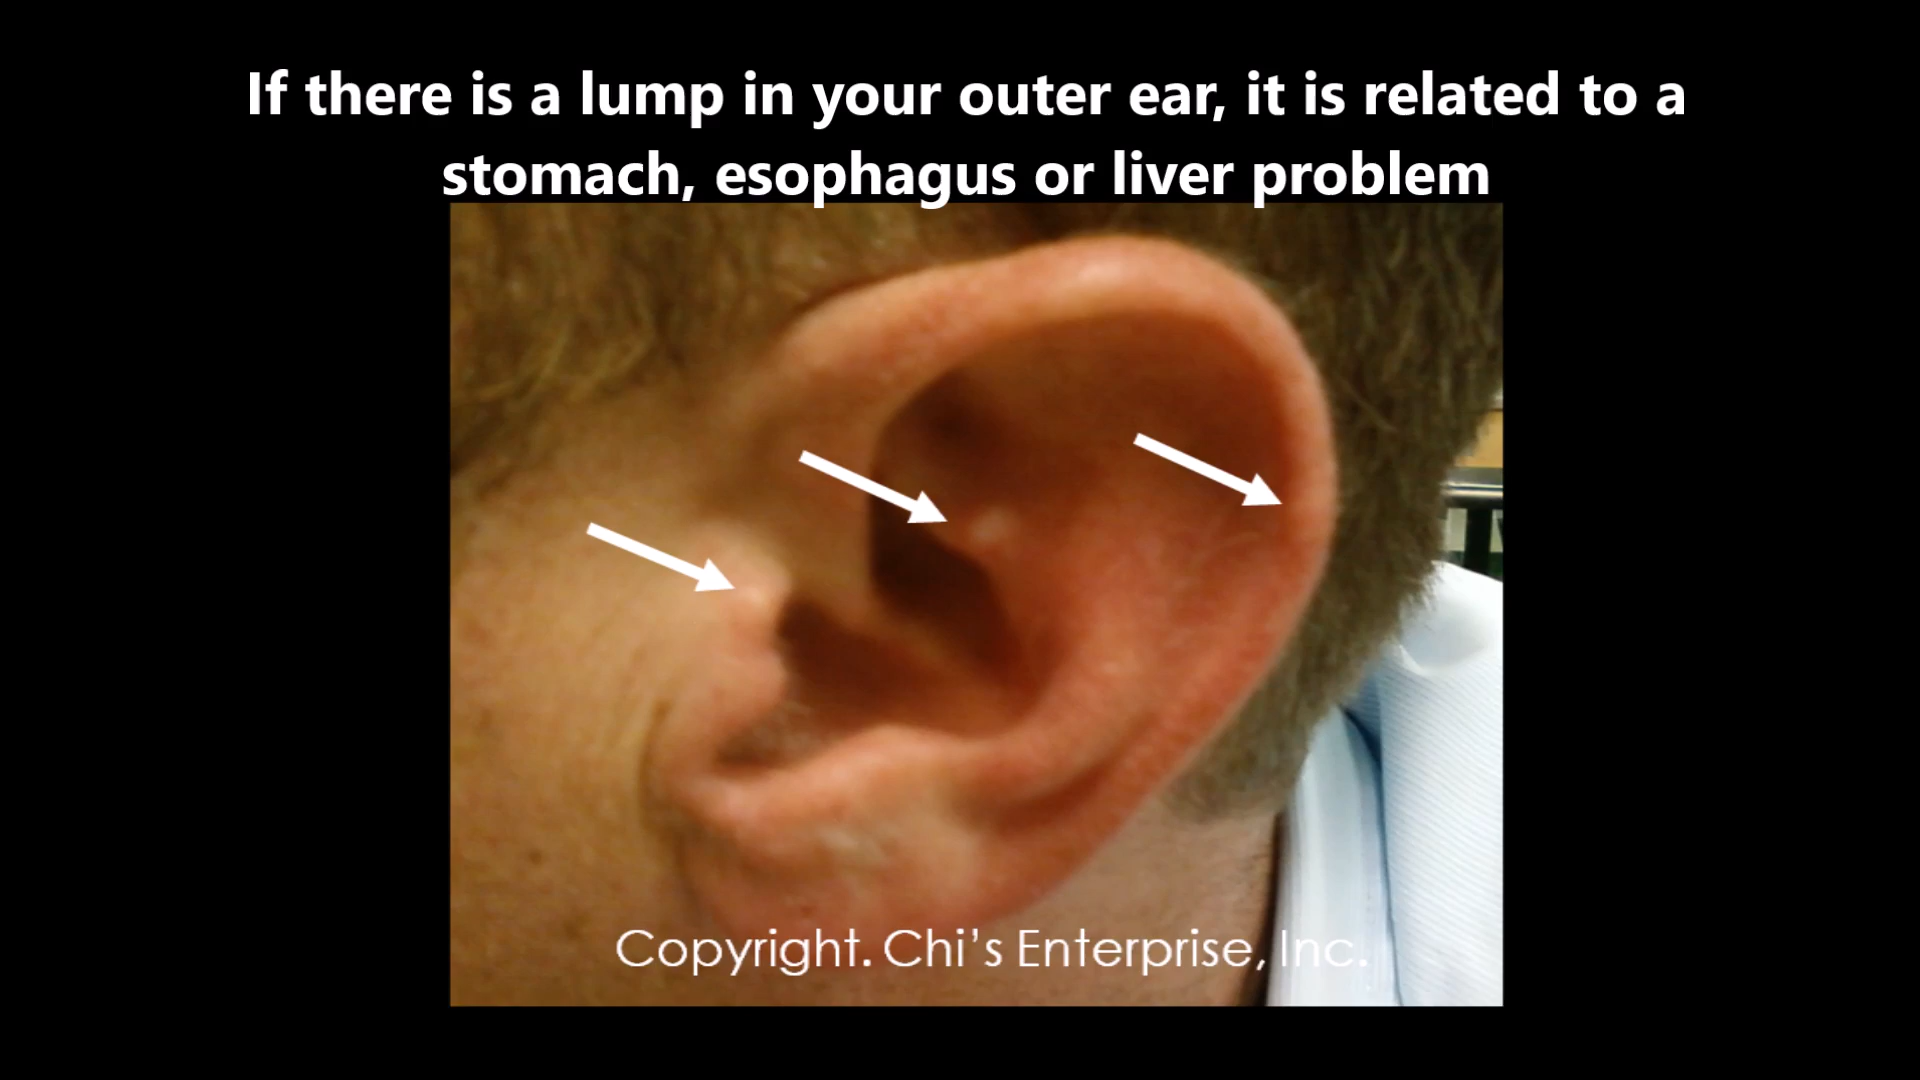 If there is a lump in your outer ear, it is related to a
stomach, esophagus or liver problem
Copyright. Chi's Enterprise, Inc.